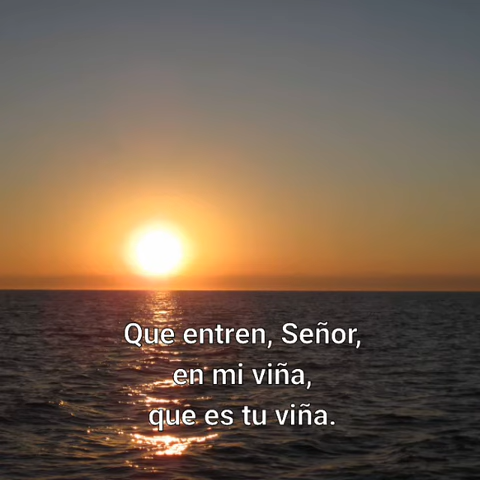 Que entren, Señor,
en mi viña,
que es tu viña.